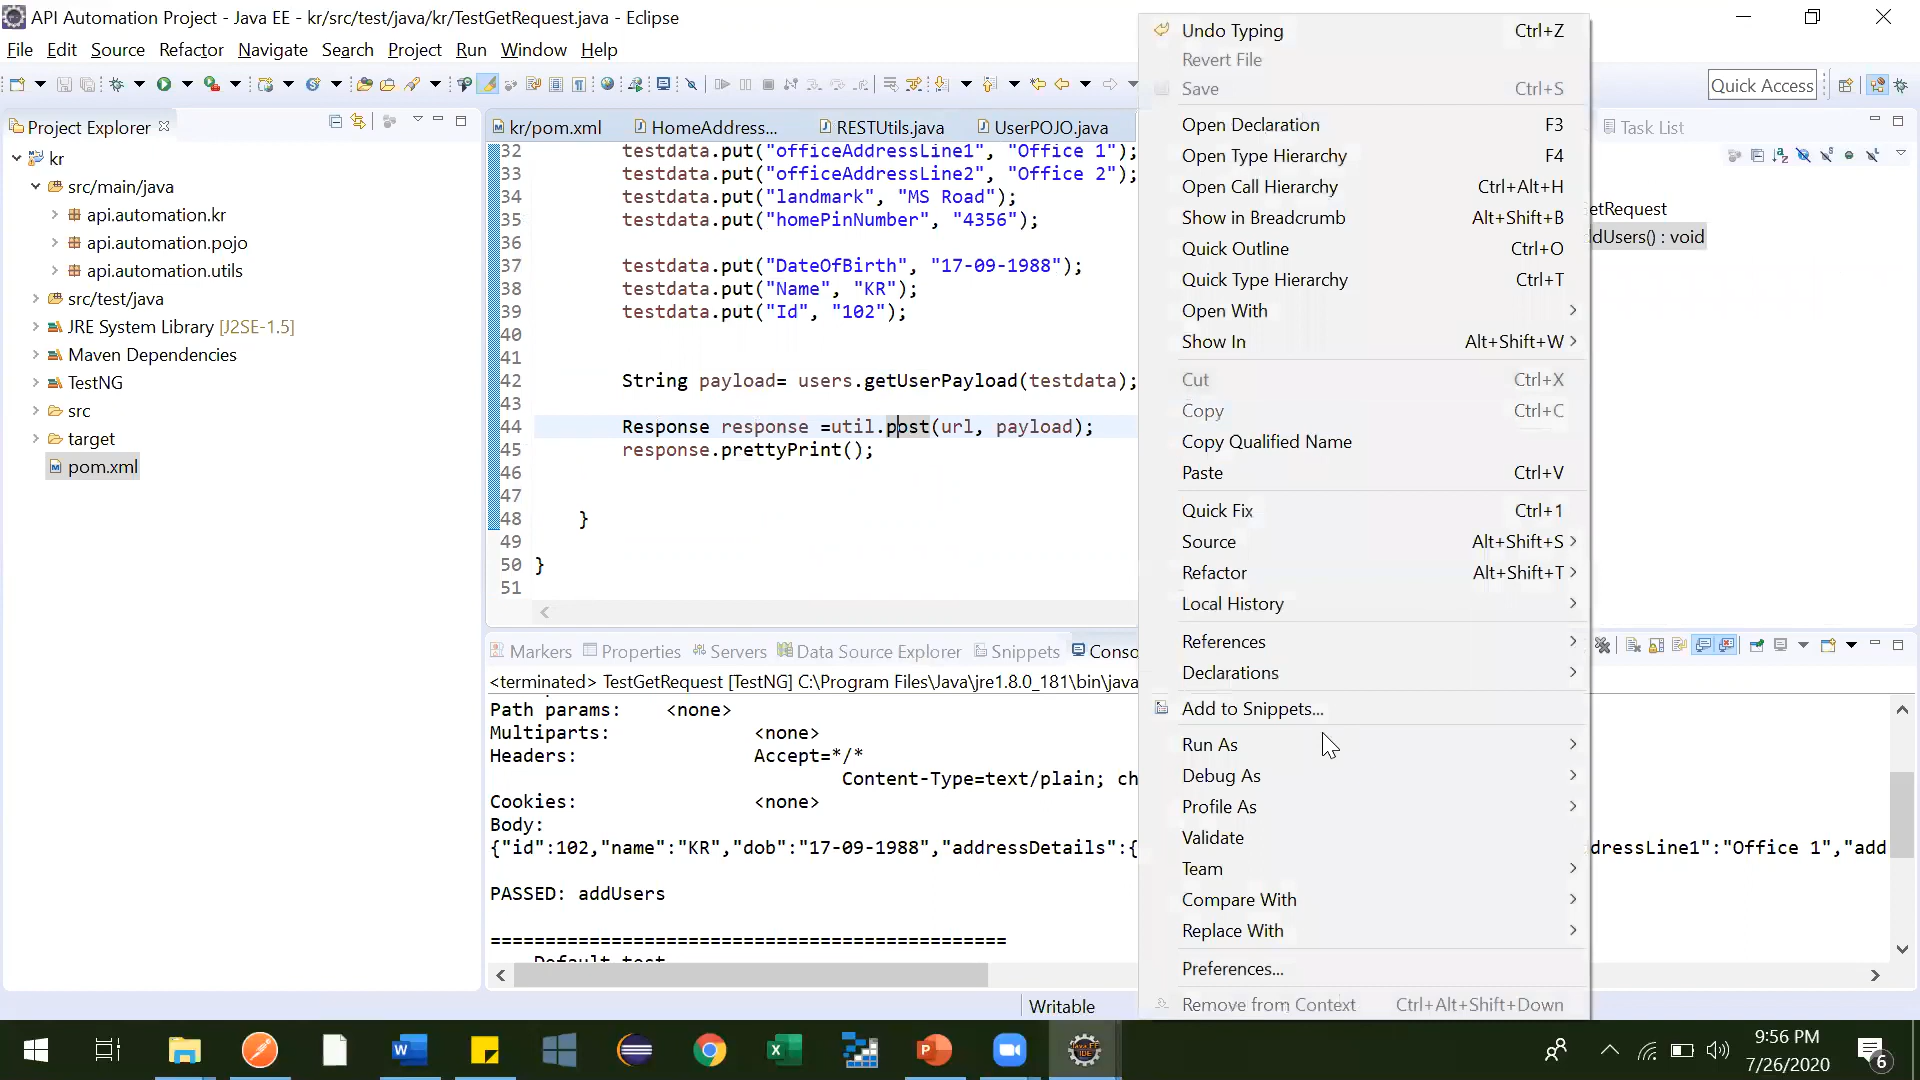 API Automation Project - Java EE - kr/src/test/java/kr/TestGetRequest.java - Eclipse
File Edit Source Refactor Navigate Search Project Run Window Help
Quick Access
Project Explorer
kr
src/main/java
api.automation.kr
api.automation.pojo
api.automation.utils
src/test/java
JRE System Library [J2SE-1.5]
Maven Dependencies
TestNG
src
target
pom.xml
kr/pom.xml HomeAddress... RESTUtils.java UserPOJO.java
32 testdata.put("officeAddressLine1", "Office 1");
33 testdata.put("officeAddressLine2", "Office 2");
34 testdata.put("landmark", "MS Road");
35 testdata.put("homePinNumber", "4356");
36
37 testdata.put("DateOfBirth", "17-09-1988");
38 testdata.put("Name", "KR");
39 testdata.put("Id", "102");
40
41
42 String payload= users.getUserPayload(testdata);
43
44 Response response =util.post(url, payload);
45 response.prettyPrint();
46
47
48 }
49
50 }
51
Undo Typing Ctrl+Z
Revert File
Save Ctrl+S
Open Declaration F3
Open Type Hierarchy F4
Open Call Hierarchy Ctrl+Alt+H
Show in Breadcrumb Alt+Shift+B
Quick Outline Ctrl+O
Quick Type Hierarchy Ctrl+T
Open With
Show In Alt+Shift+W
Cut Ctrl+X
Copy Ctrl+C
Copy Qualified Name
Paste Ctrl+V
Quick Fix Ctrl+1
Source Alt+Shift+S
Refactor Alt+Shift+T
Local History
References
Declarations
Add to Snippets...
Run As
Debug As
Profile As
Validate
Team
Compare With
Replace With
Preferences...
Remove from Context Ctrl+Alt+Shift+Down
Task List
etRequest
ddUsers() : void
Markers Properties Servers Data Source Explorer Snippets Conso
<terminated> TestGetRequest [TestNG] C:\Program Files\Java\jre1.8.0_181\bin\java
Path params: <none>
Multiparts: <none>
Headers: Accept=*/*
Content-Type=text/plain; ch
Cookies: <none>
Body:
{"id":102,"name":"KR","dob":"17-09-1988","addressDetails":{ dressLine1":"Office 1","add
PASSED: addUsers
===============================================
Default test
Writable
9:56 PM
7/26/2020
6